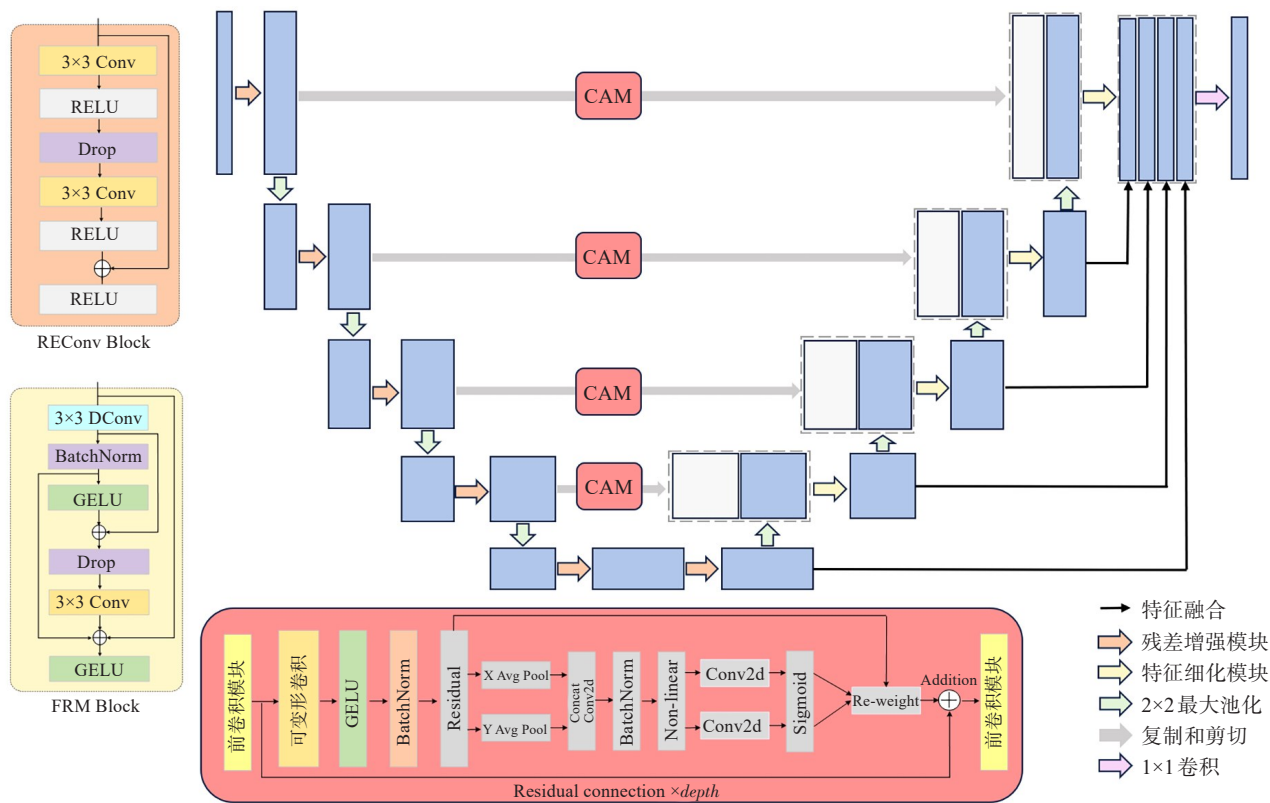 3×3 Conv
RELU
Drop
3×3 Conv
RELU
RELU
REConv Block
3×3 DConv
BatchNorm
GELU
Drop
3×3 Conv
GELU
FRM Block
CAM
CAM
CAM
CAM
前卷积模块
可变形卷积
GELU
BatchNorm
Residual
X Avg Pool
Y Avg Pool
Concat
Conv2d
BatchNorm
Non-linear
Conv2d
Conv2d
Sigmoid
Re-weight
Addition
前卷积模块
Residual connection ×depth
特征融合
残差增强模块
特征细化模块
2×2最大池化
复制和剪切
1×1卷积